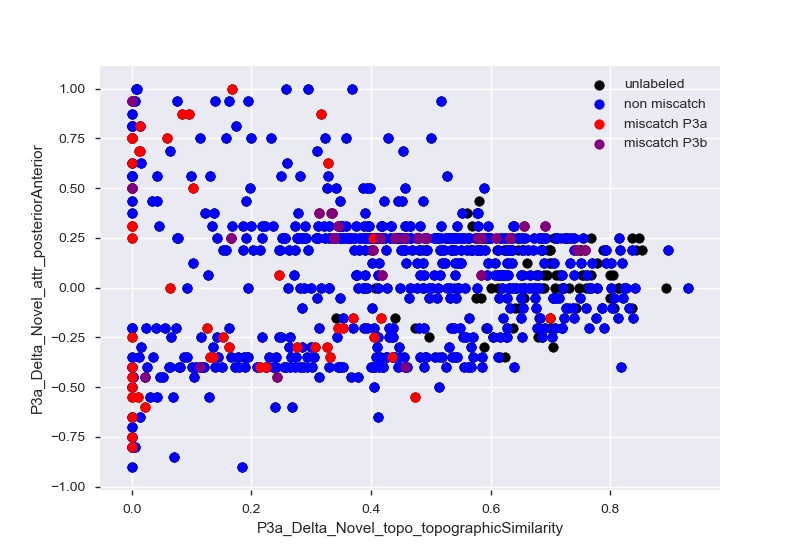 unlabeled
non miscatch
miscatch P3a
miscatch P3b
1.00
0.75
0.50
0.25
0.00
−0.25
−0.50
−0.75
−1.00
P3a_Delta_Novel_attr_posteriorAnterior
0.0 0.2 0.4 0.6 0.8
P3a_Delta_Novel_topo_topographicSimilarity